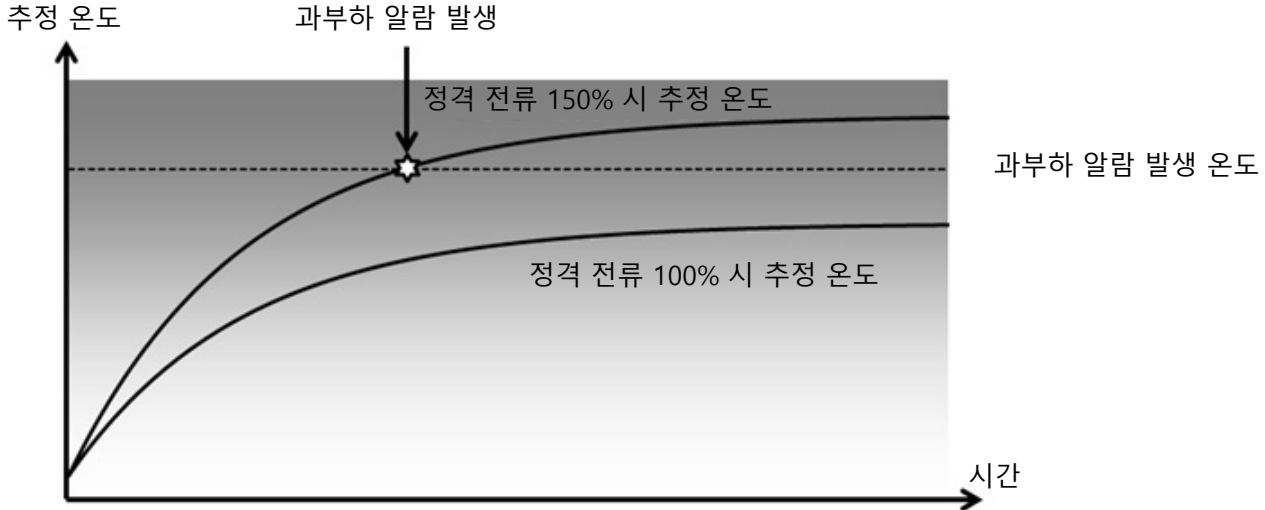 추정 온도
과부하 알람 발생
정격 전류 150% 시 추정 온도
과부하 알람 발생 온도
정격 전류 100% 시 추정 온도
시간